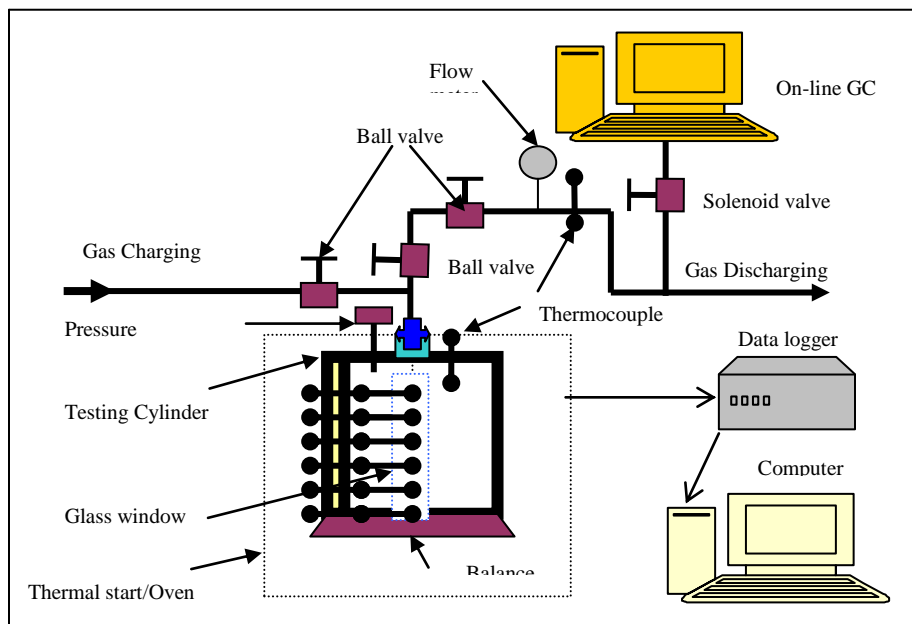 Flow
On-line GC
Ball valve
Solenoid valve
Gas Charging
Ball valve
Gas Discharging
Pressure
Thermocouple
Data logger
Testing Cylinder
Computer
Glass window
Balance
Thermal start/Oven